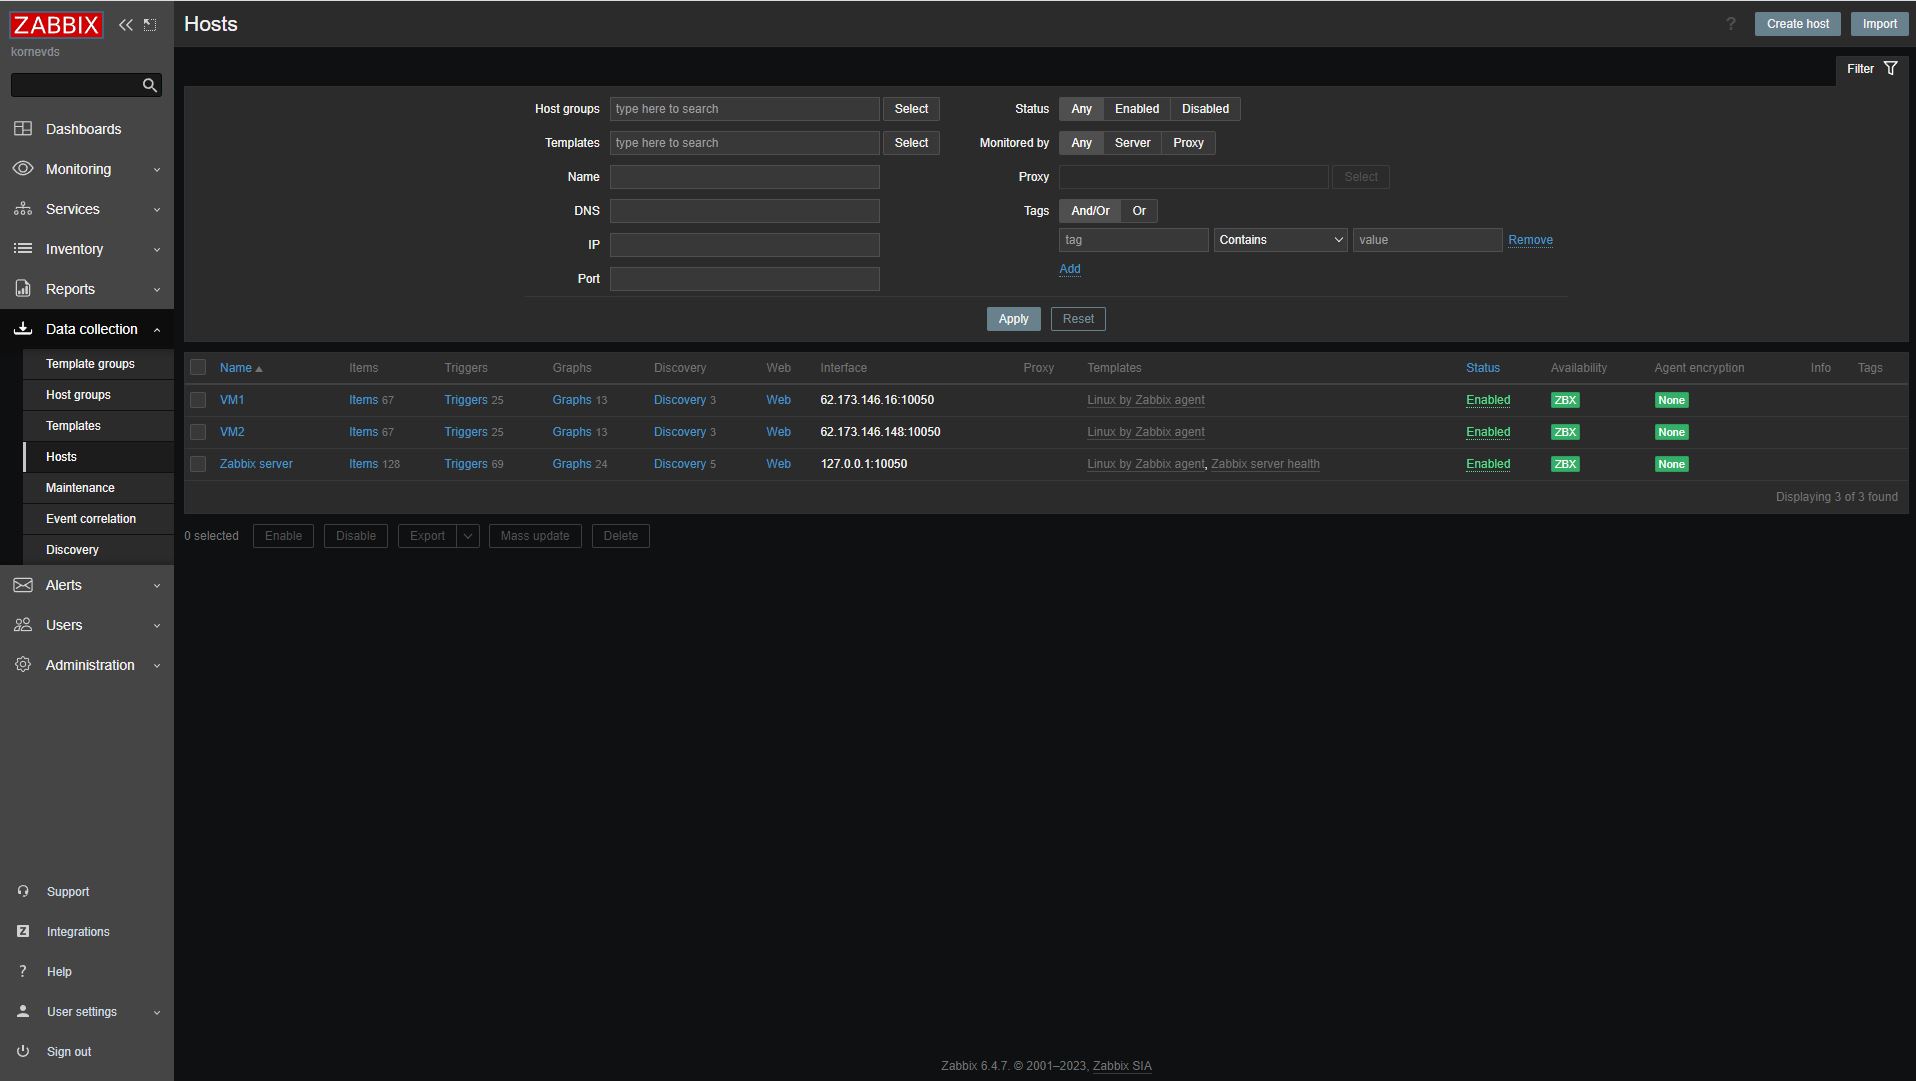 ZABBIX
kornevds
Dashboards
Monitoring
Services
Inventory
Reports
Data collection
Template groups
Host groups
Templates
Hosts
Maintenance
Event correlation
Discovery
Alerts
Users
Administration
Support
Integrations
? Help
User settings
Sign out
Hosts
? Create host Import
Filter
Host groups type here to search Select
Templates type here to search Select
Name
DNS
IP
Port
Status Any Enabled Disabled
Monitored by Any Server Proxy
Proxy Select
Tags And/Or Or
tag Contains value Remove
Add
Apply Reset
Name Items Triggers Graphs Discovery Web Interface Proxy Templates Status Availability Agent encryption Info Tags
VM1 Items 67 Triggers 25 Graphs 13 Discovery 3 Web 62.173.146.16:10050 Linux by Zabbix agent Enabled ZBX None
VM2 Items 67 Triggers 25 Graphs 13 Discovery 3 Web 62.173.146.148:10050 Linux by Zabbix agent Enabled ZBX None
Zabbix server Items 128 Triggers 69 Graphs 24 Discovery 5 Web 127.0.0.1:10050 Linux by Zabbix agent, Zabbix server health Enabled ZBX None
Displaying 3 of 3 found
0 selected Enable Disable Export Mass update Delete
Zabbix 6.4.7. © 2001–2023, Zabbix SIA